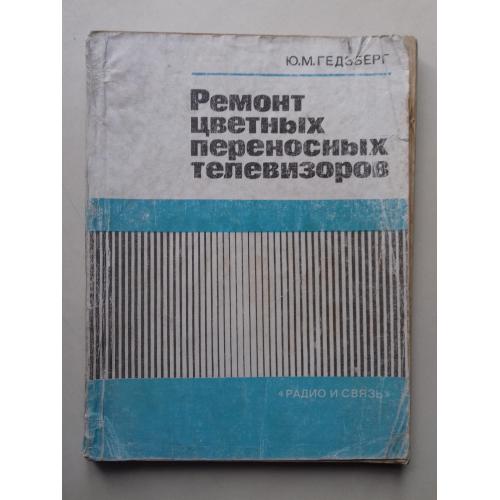 Ю.М.ГЕДЗБЕРГ
Ремонт
цветных
переносных
телевизоров
«РАДИО И СВЯЗЬ»